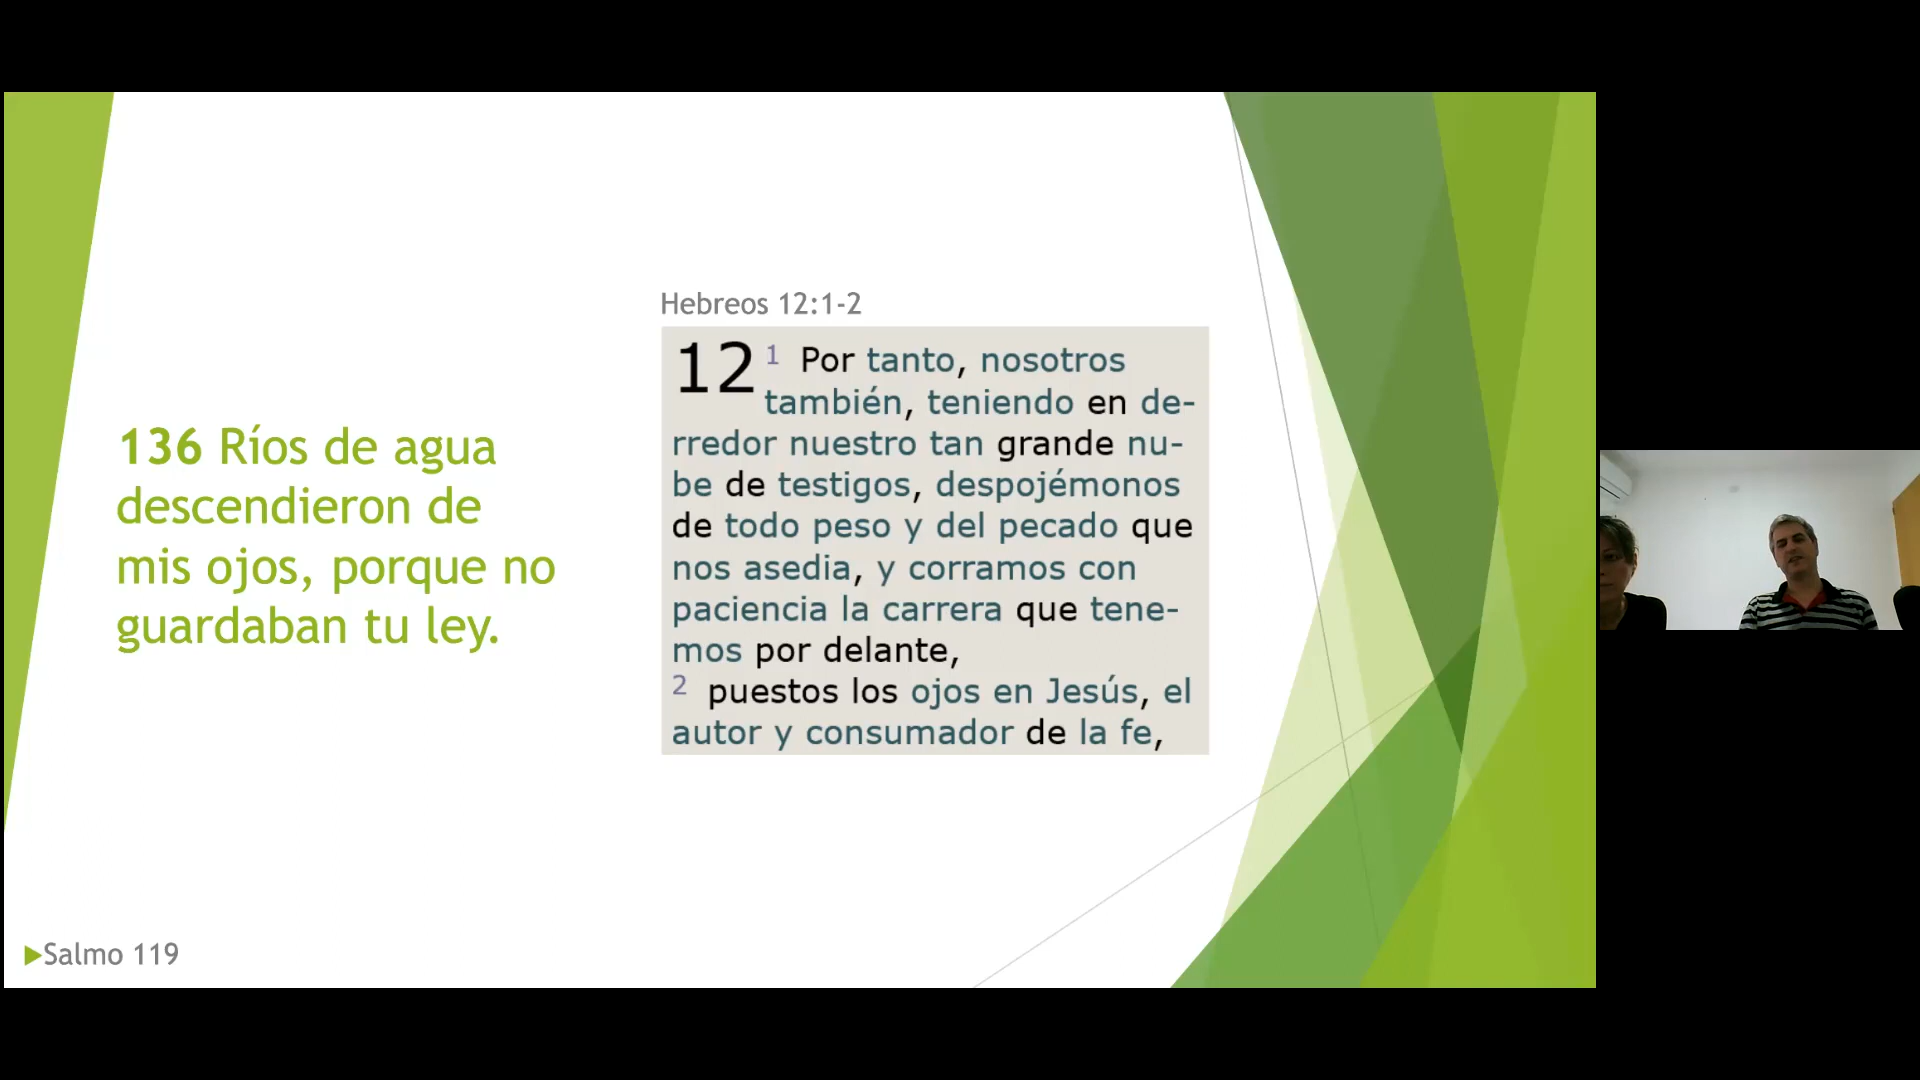 136 Ríos de agua
descendieron de
mis ojos, porque no
guardaban tu ley.
Hebreos 12:1-2
12 1 Por tanto, nosotros
también, teniendo en de-
rredor nuestro tan grande nu-
be de testigos, despojémonos
de todo peso y del pecado que
nos asedia, y corramos con
paciencia la carrera que tene-
mos por delante,
2 puestos los ojos en Jesús, el
autor y consumador de la fe,
Salmo 119